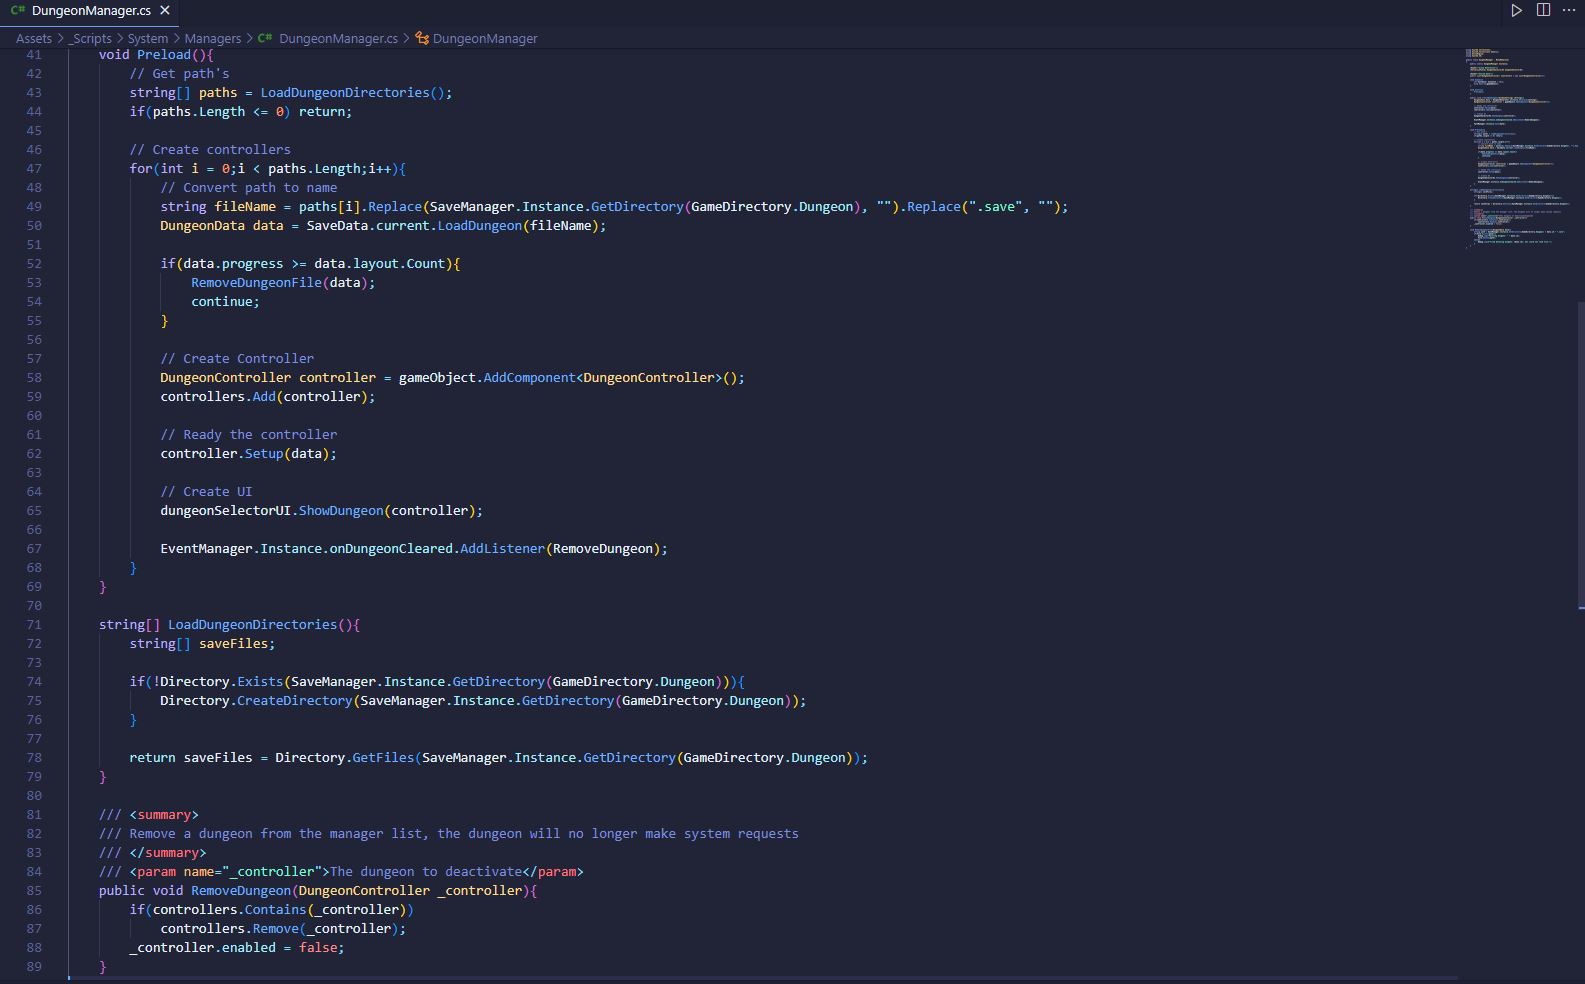 C# DungeonManager.cs ×
Assets > _Scripts > System > Managers > C# DungeonManager.cs > DungeonManager
41 void Preload(){
42 // Get path's
43 string[] paths = LoadDungeonDirectories();
44 if(paths.Length <= 0) return;
45
46 // Create controllers
47 for(int i = 0;i < paths.Length;i++){
48 // Convert path to name
49 string fileName = paths[i].Replace(SaveManager.Instance.GetDirectory(GameDirectory.Dungeon), "").Replace(".save", "");
50 DungeonData data = SaveData.current.LoadDungeon(fileName);
51
52 if(data.progress >= data.layout.Count){
53 RemoveDungeonFile(data);
54 continue;
55 }
56
57 // Create Controller
58 DungeonController controller = gameObject.AddComponent<DungeonController>();
59 controllers.Add(controller);
60
61 // Ready the controller
62 controller.Setup(data);
63
64 // Create UI
65 dungeonSelectorUI.ShowDungeon(controller);
66
67 EventManager.Instance.onDungeonCleared.AddListener(RemoveDungeon);
68 }
69 }
70
71 string[] LoadDungeonDirectories(){
72 string[] saveFiles;
73
74 if(!Directory.Exists(SaveManager.Instance.GetDirectory(GameDirectory.Dungeon))){
75 Directory.CreateDirectory(SaveManager.Instance.GetDirectory(GameDirectory.Dungeon));
76 }
77
78 return saveFiles = Directory.GetFiles(SaveManager.Instance.GetDirectory(GameDirectory.Dungeon));
79 }
80
81 /// <summary>
82 /// Remove a dungeon from the manager list, the dungeon will no longer make system requests
83 /// </summary>
84 /// <param name="_controller">The dungeon to deactivate</param>
85 public void RemoveDungeon(DungeonController _controller){
86 if(controllers.Contains(_controller))
87 controllers.Remove(_controller);
88 _controller.enabled = false;
89 }